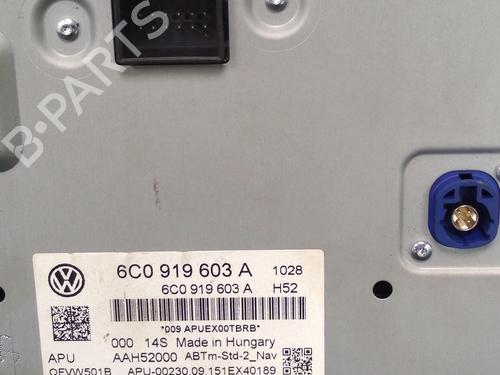 B-PARTS
6C0 919 603 A 1028
6C0 919 603 A H52
*009 APUEX00TBRB*
000 14S Made in Hungary
APU AAH52000 ABTm-Std-2_Nav
OFVW501B APU-00230.09.151EX40189